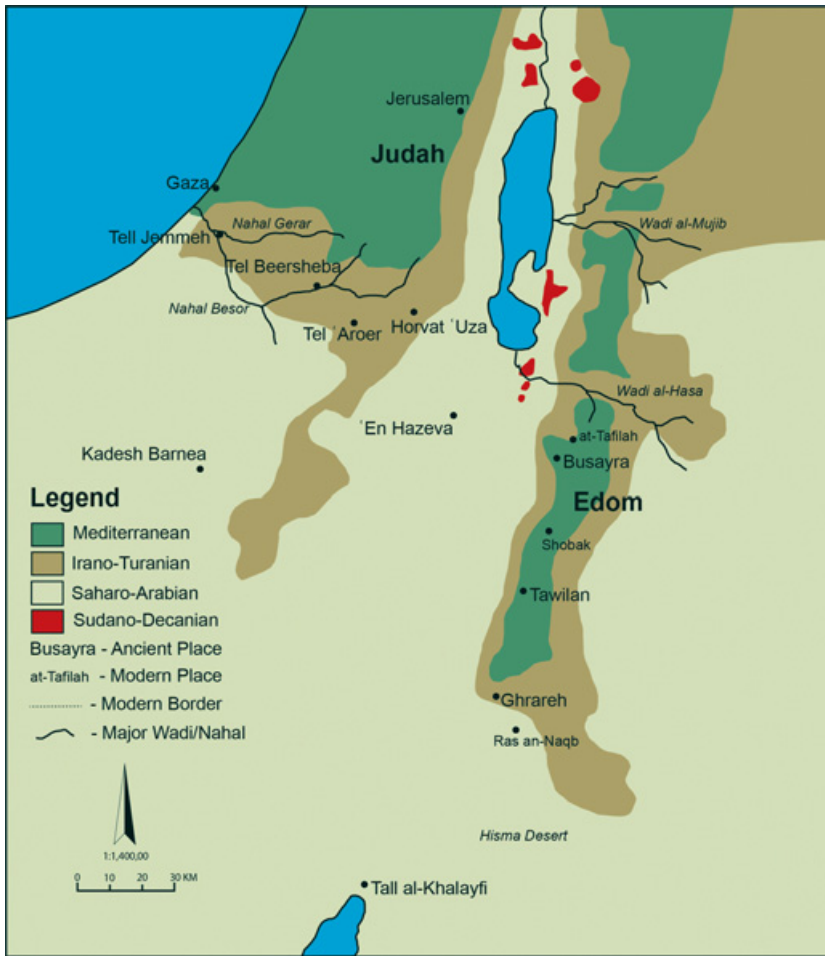 Jerusalem
Judah
Gaza
Nahal Gerar
Wadi al-Mujib
Tell Jemmeh
Tel Beersheba
Nahal Besor
Tel ʿAroer
Horvat ʿUza
Wadi al-Hasa
ʿEn Hazeva
at-Tafilah
Kadesh Barnea
Busayra
Edom
Shobak
Tawilan
Ghrareh
Ras an-Naqb
Hisma Desert
Tall al-Khalayfi
Legend
Mediterranean
Irano-Turanian
Saharo-Arabian
Sudano-Decanian
Busayra - Ancient Place
at-Tafilah - Modern Place
- Modern Border
- Major Wadi/Nahal
1:1,400,00
0 10 20 30 KM